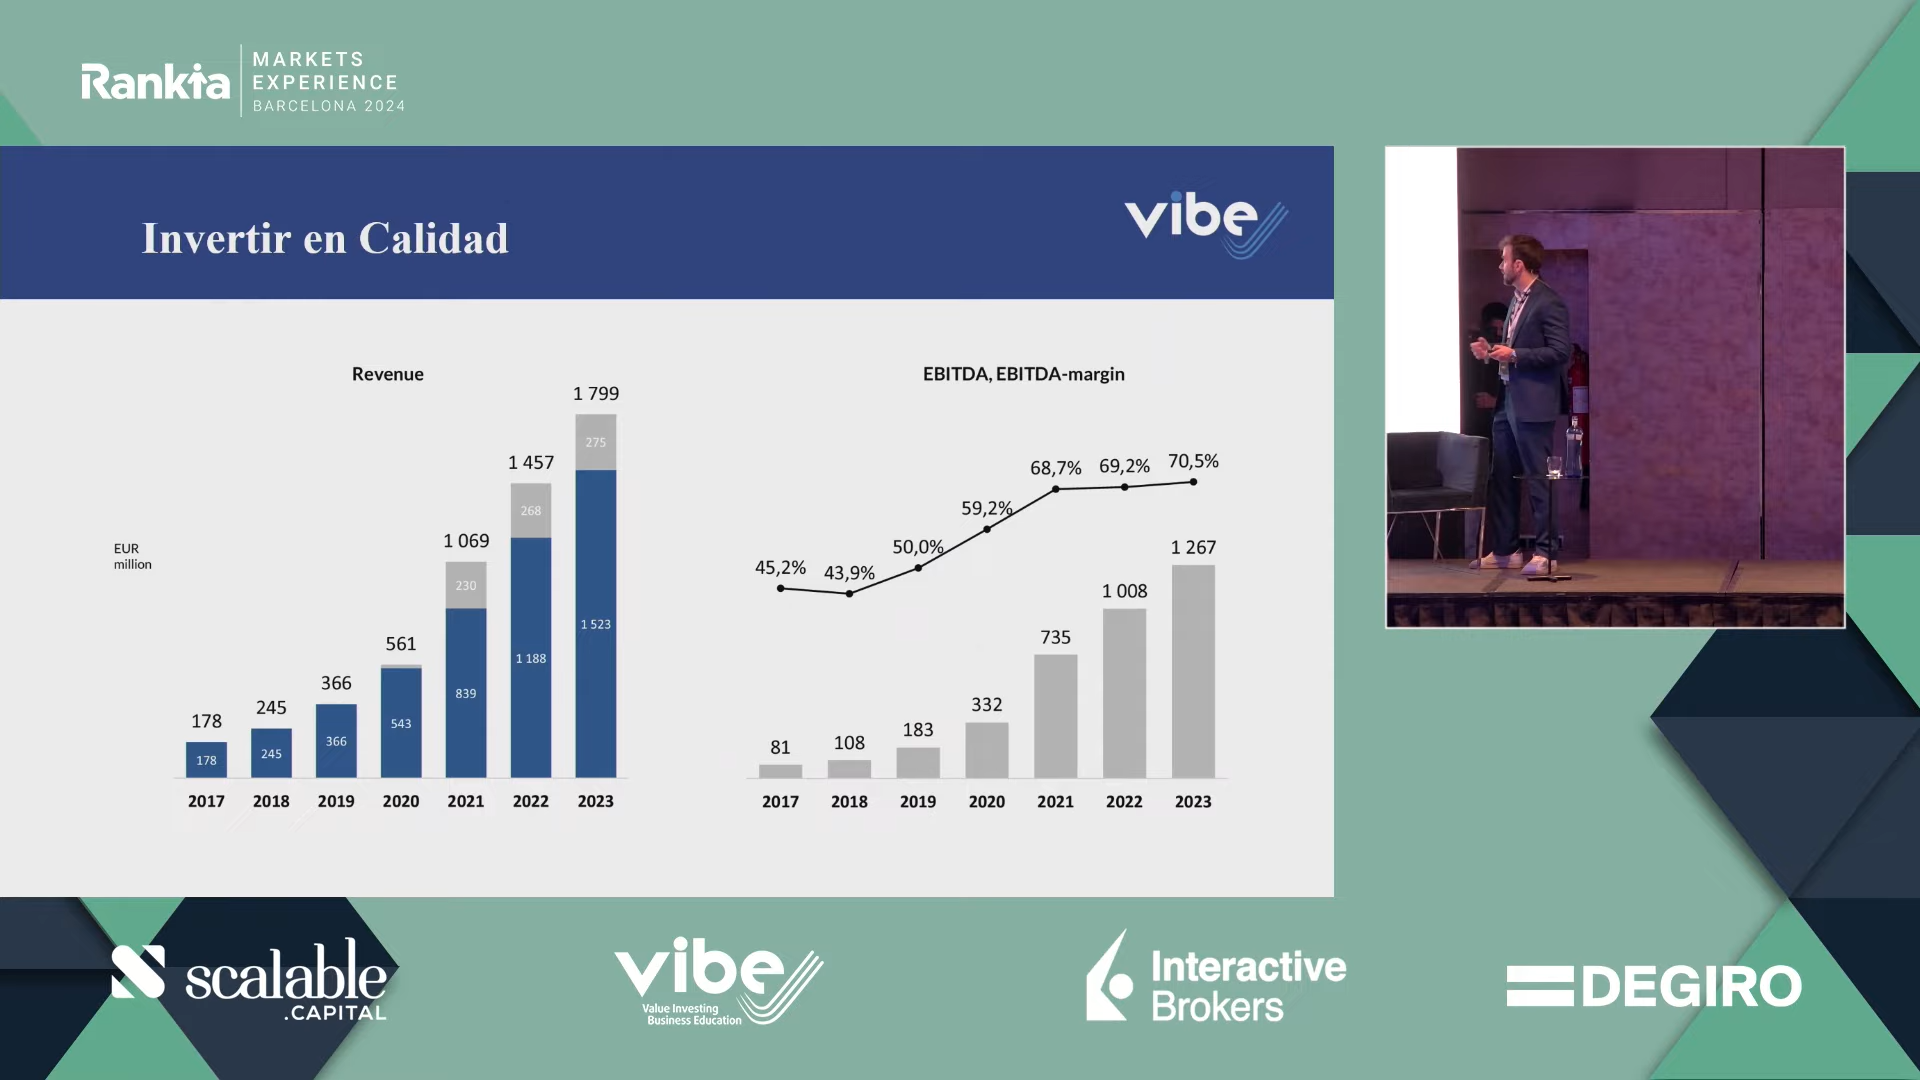 Rankia
MARKETS
EXPERIENCE
BARCELONA 2024
Invertir en Calidad
vibe
Revenue
EUR
million
178
245
366
561
1 069
1 457
1 799
178
245
366
543
230
839
268
1 188
275
1 523
2017 2018 2019 2020 2021 2022 2023
EBITDA, EBITDA-margin
45,2% 43,9% 50,0% 59,2% 68,7% 69,2% 70,5%
81 108 183 332 735 1 008 1 267
2017 2018 2019 2020 2021 2022 2023
scalable
.CAPITAL
vibe
Value Investing
Business Education
Interactive
Brokers
DEGIRO